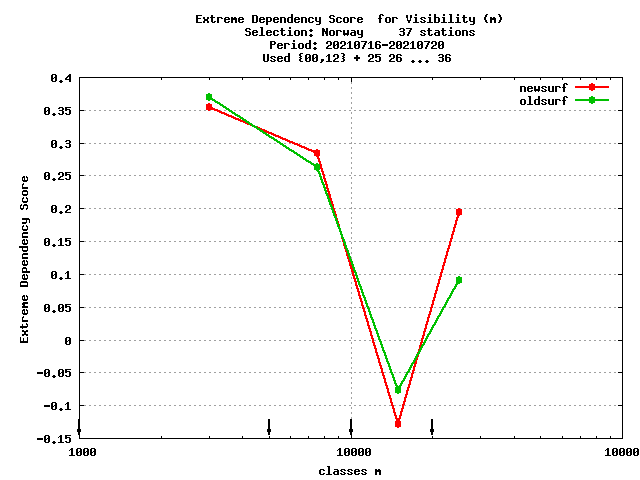 Extreme Dependency Score  for Visibility (m)
Selection: Norway     37 stations
Period: 20210716-20210720
Used {00,12} + 25 26 ... 36
newsurf
oldsurf
Extreme Dependency Score
0.4
0.35
0.3
0.25
0.2
0.15
0.1
0.05
0
-0.05
-0.1
-0.15
1000 10000 10000
classes m